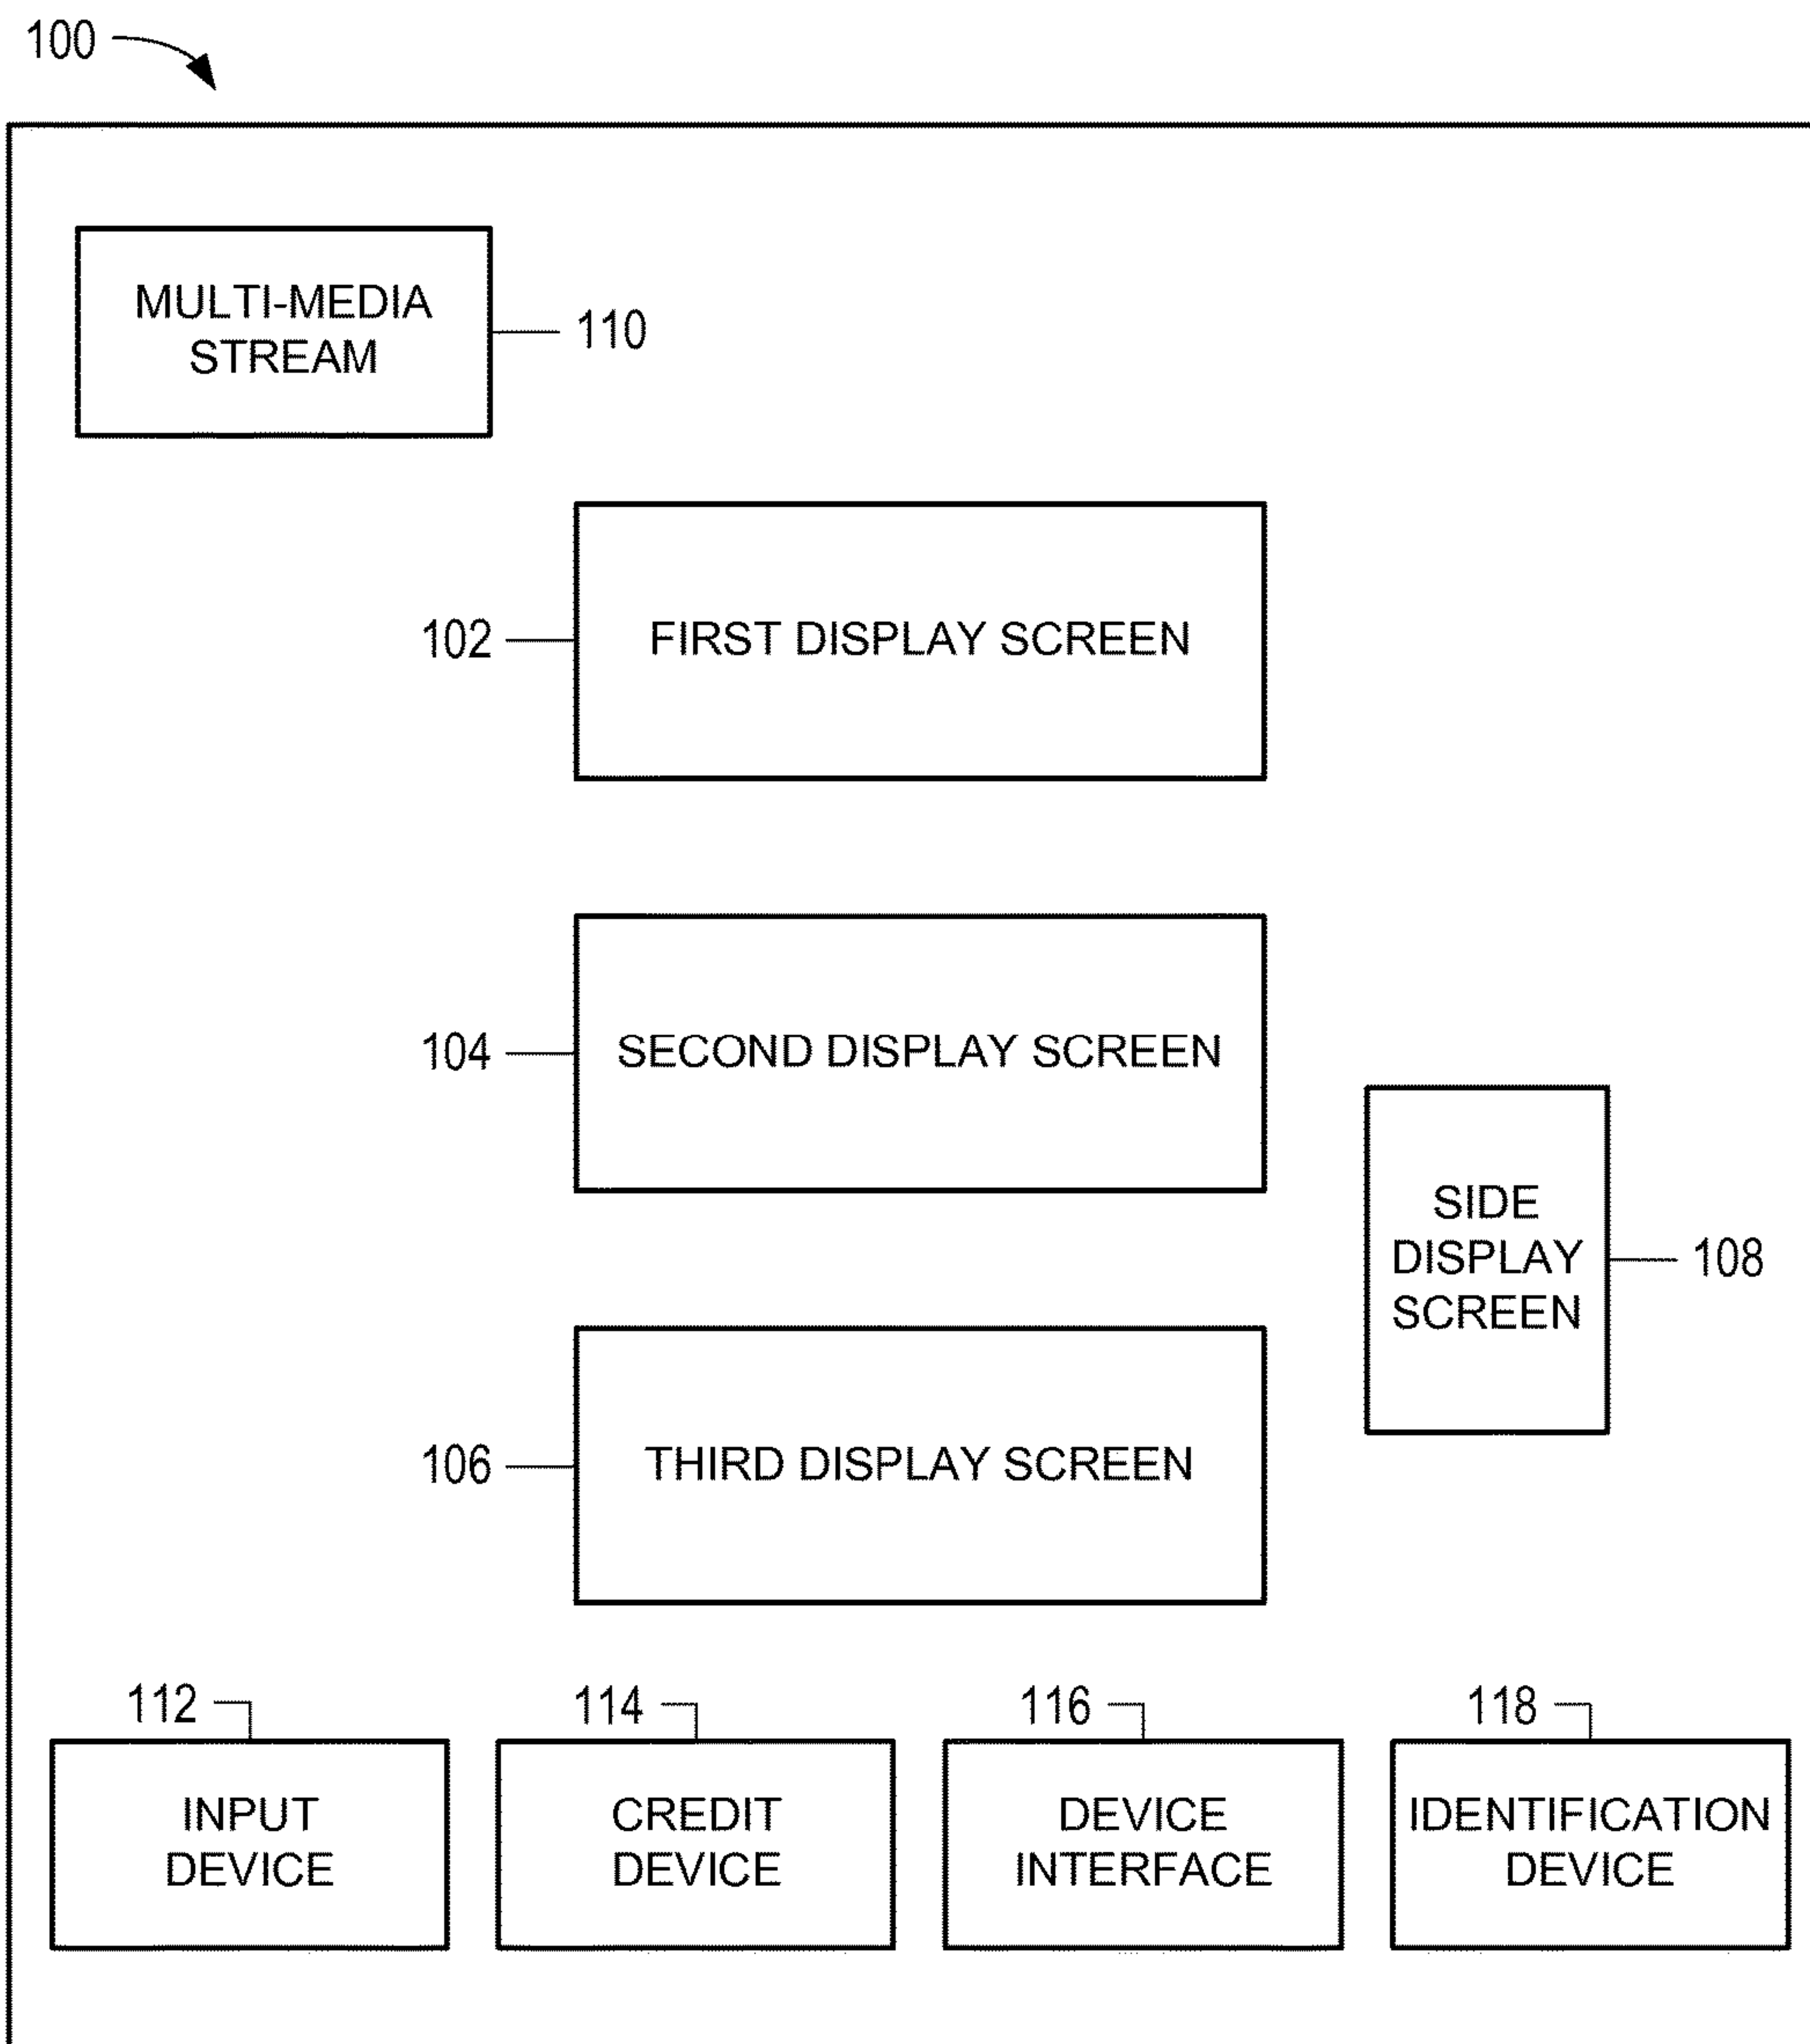 100
MULTI-MEDIA
STREAM
110
102
FIRST DISPLAY SCREEN
104
SECOND DISPLAY SCREEN
SIDE
DISPLAY
SCREEN
108
106
THIRD DISPLAY SCREEN
112
INPUT
DEVICE
114
CREDIT
DEVICE
116
DEVICE
INTERFACE
118
IDENTIFICATION
DEVICE